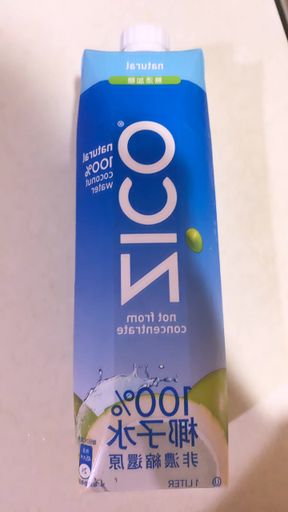 natural
無添加糖
ZICO
natural
100%
coconut
water
not from
concentrate
100%
椰子水
非濃縮還原
1 LITER